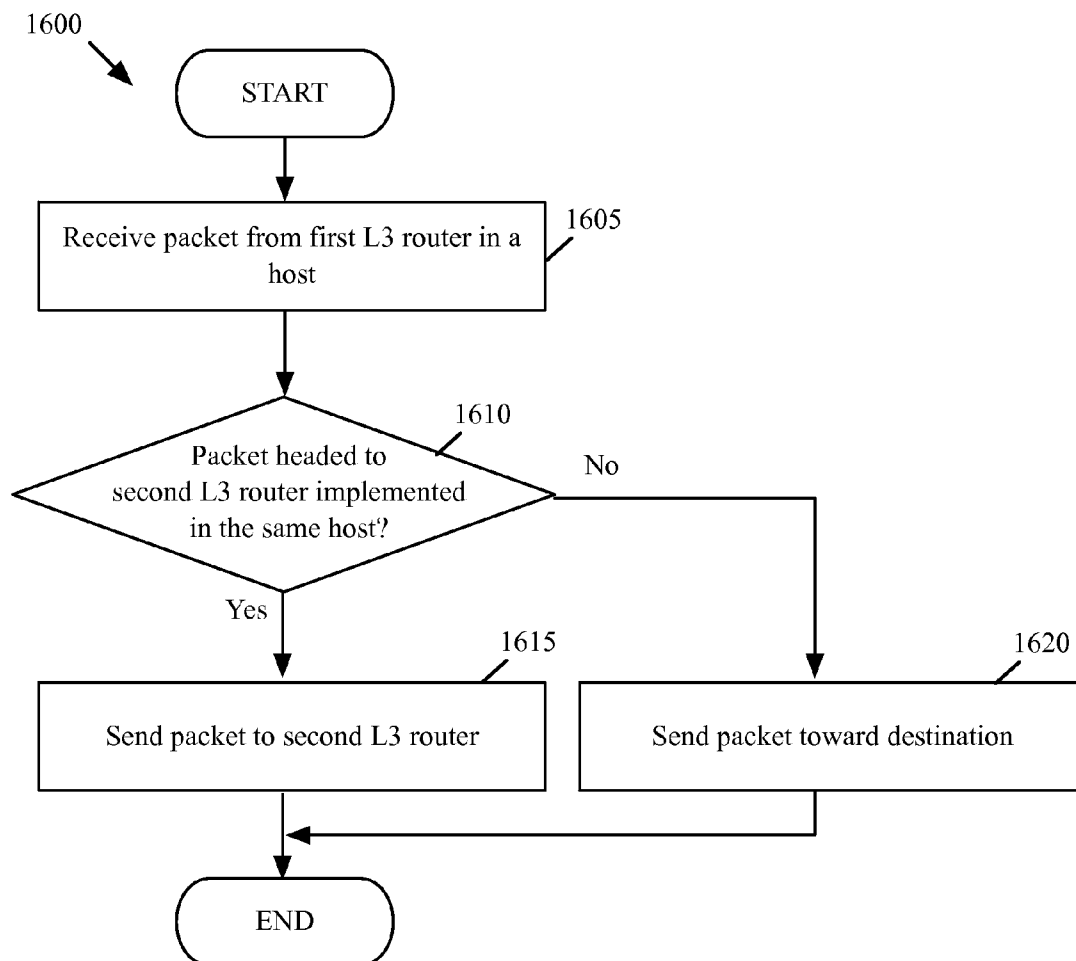 1600
START
1605
Receive packet from first L3 router in a
host
1610
Packet headed to
second L3 router implemented
in the same host?
No
Yes
1615
1620
Send packet to second L3 router
Send packet toward destination
END